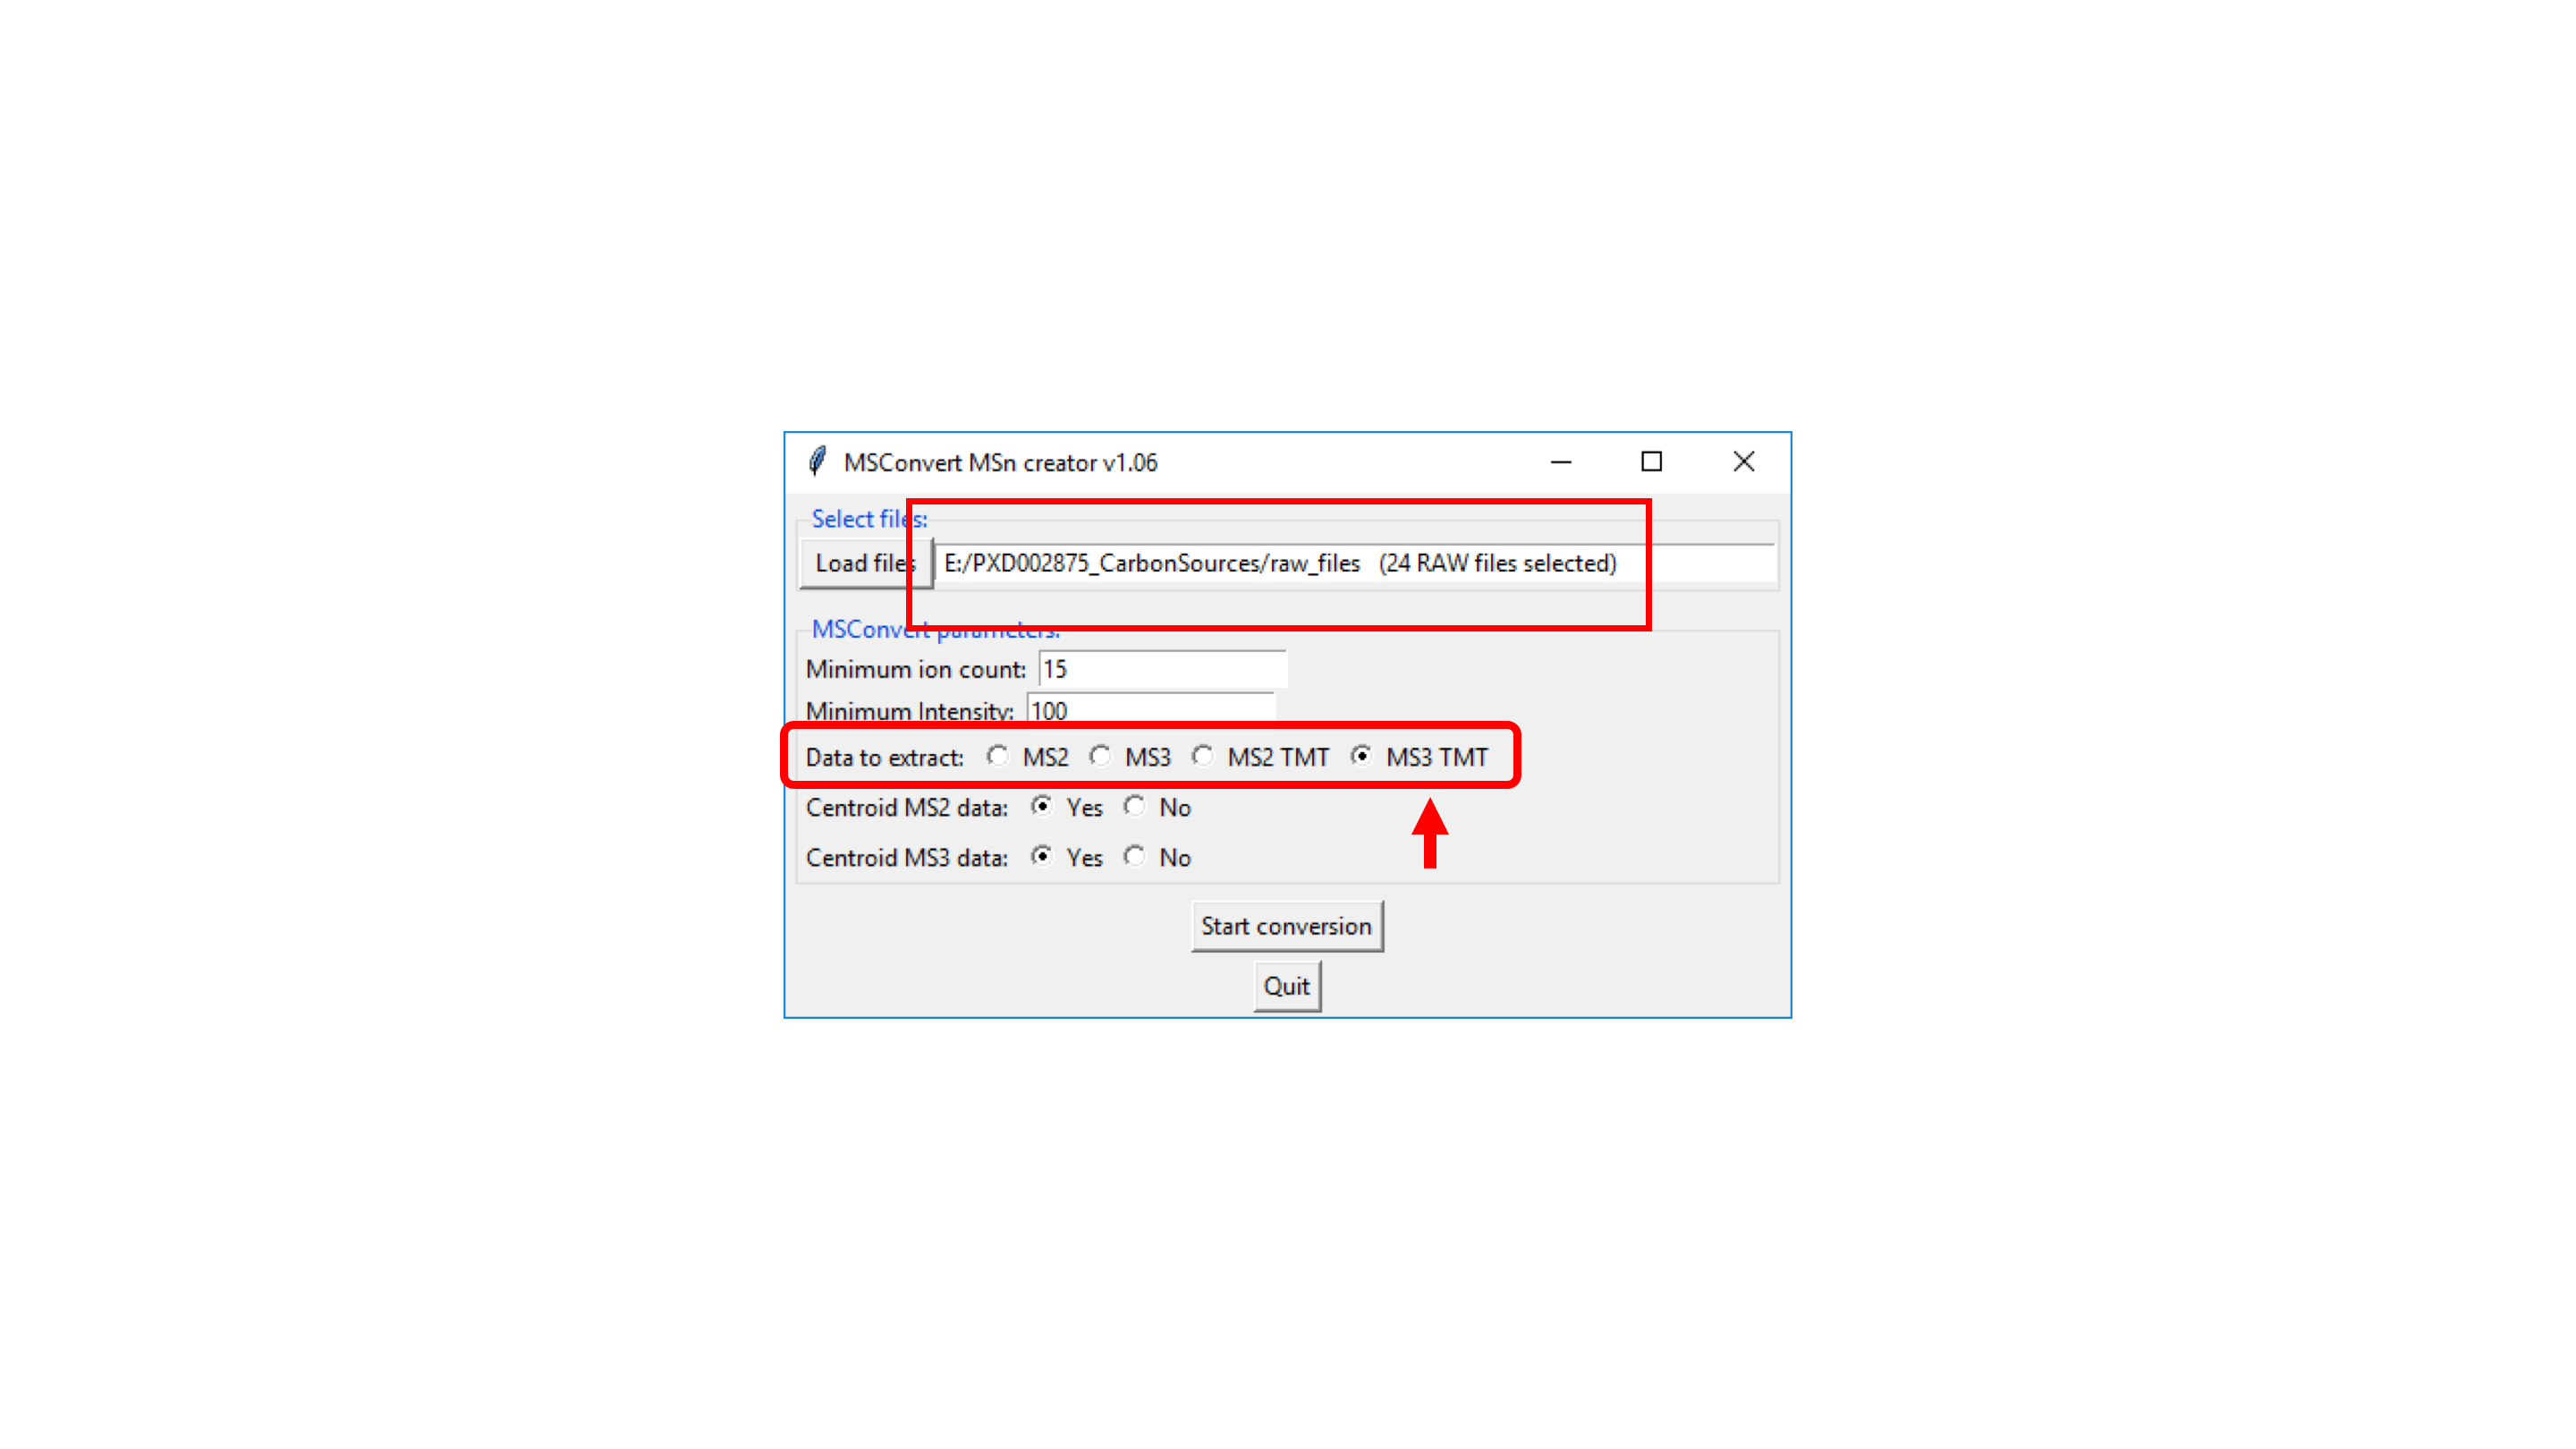 MSConvert MSn creator v1.06
Select files:
Load files E:/PXD002875_CarbonSources/raw_files (24 RAW files selected)
MSConvert parameters:
Minimum ion count: 15
Minimum Intensity: 100
Data to extract: MS2 MS3 MS2 TMT MS3 TMT
Centroid MS2 data: Yes No
Centroid MS3 data: Yes No
Start conversion
Quit